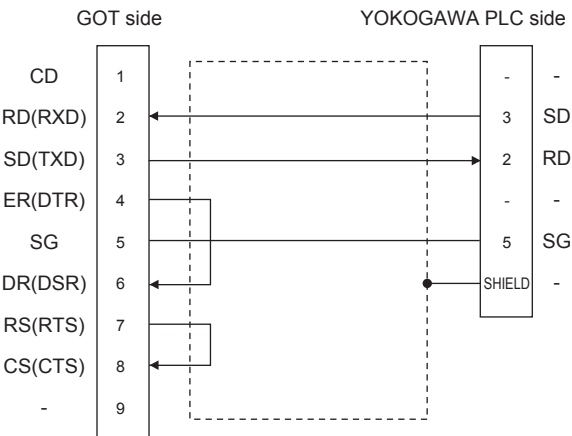 GOT side YOKOGAWA PLC side
CD 1 - -
RD(RXD) 2 3 SD
SD(TXD) 3 2 RD
ER(DTR) 4 - -
SG 5 5 SG
DR(DSR) 6 SHIELD -
RS(RTS) 7
CS(CTS) 8
- 9